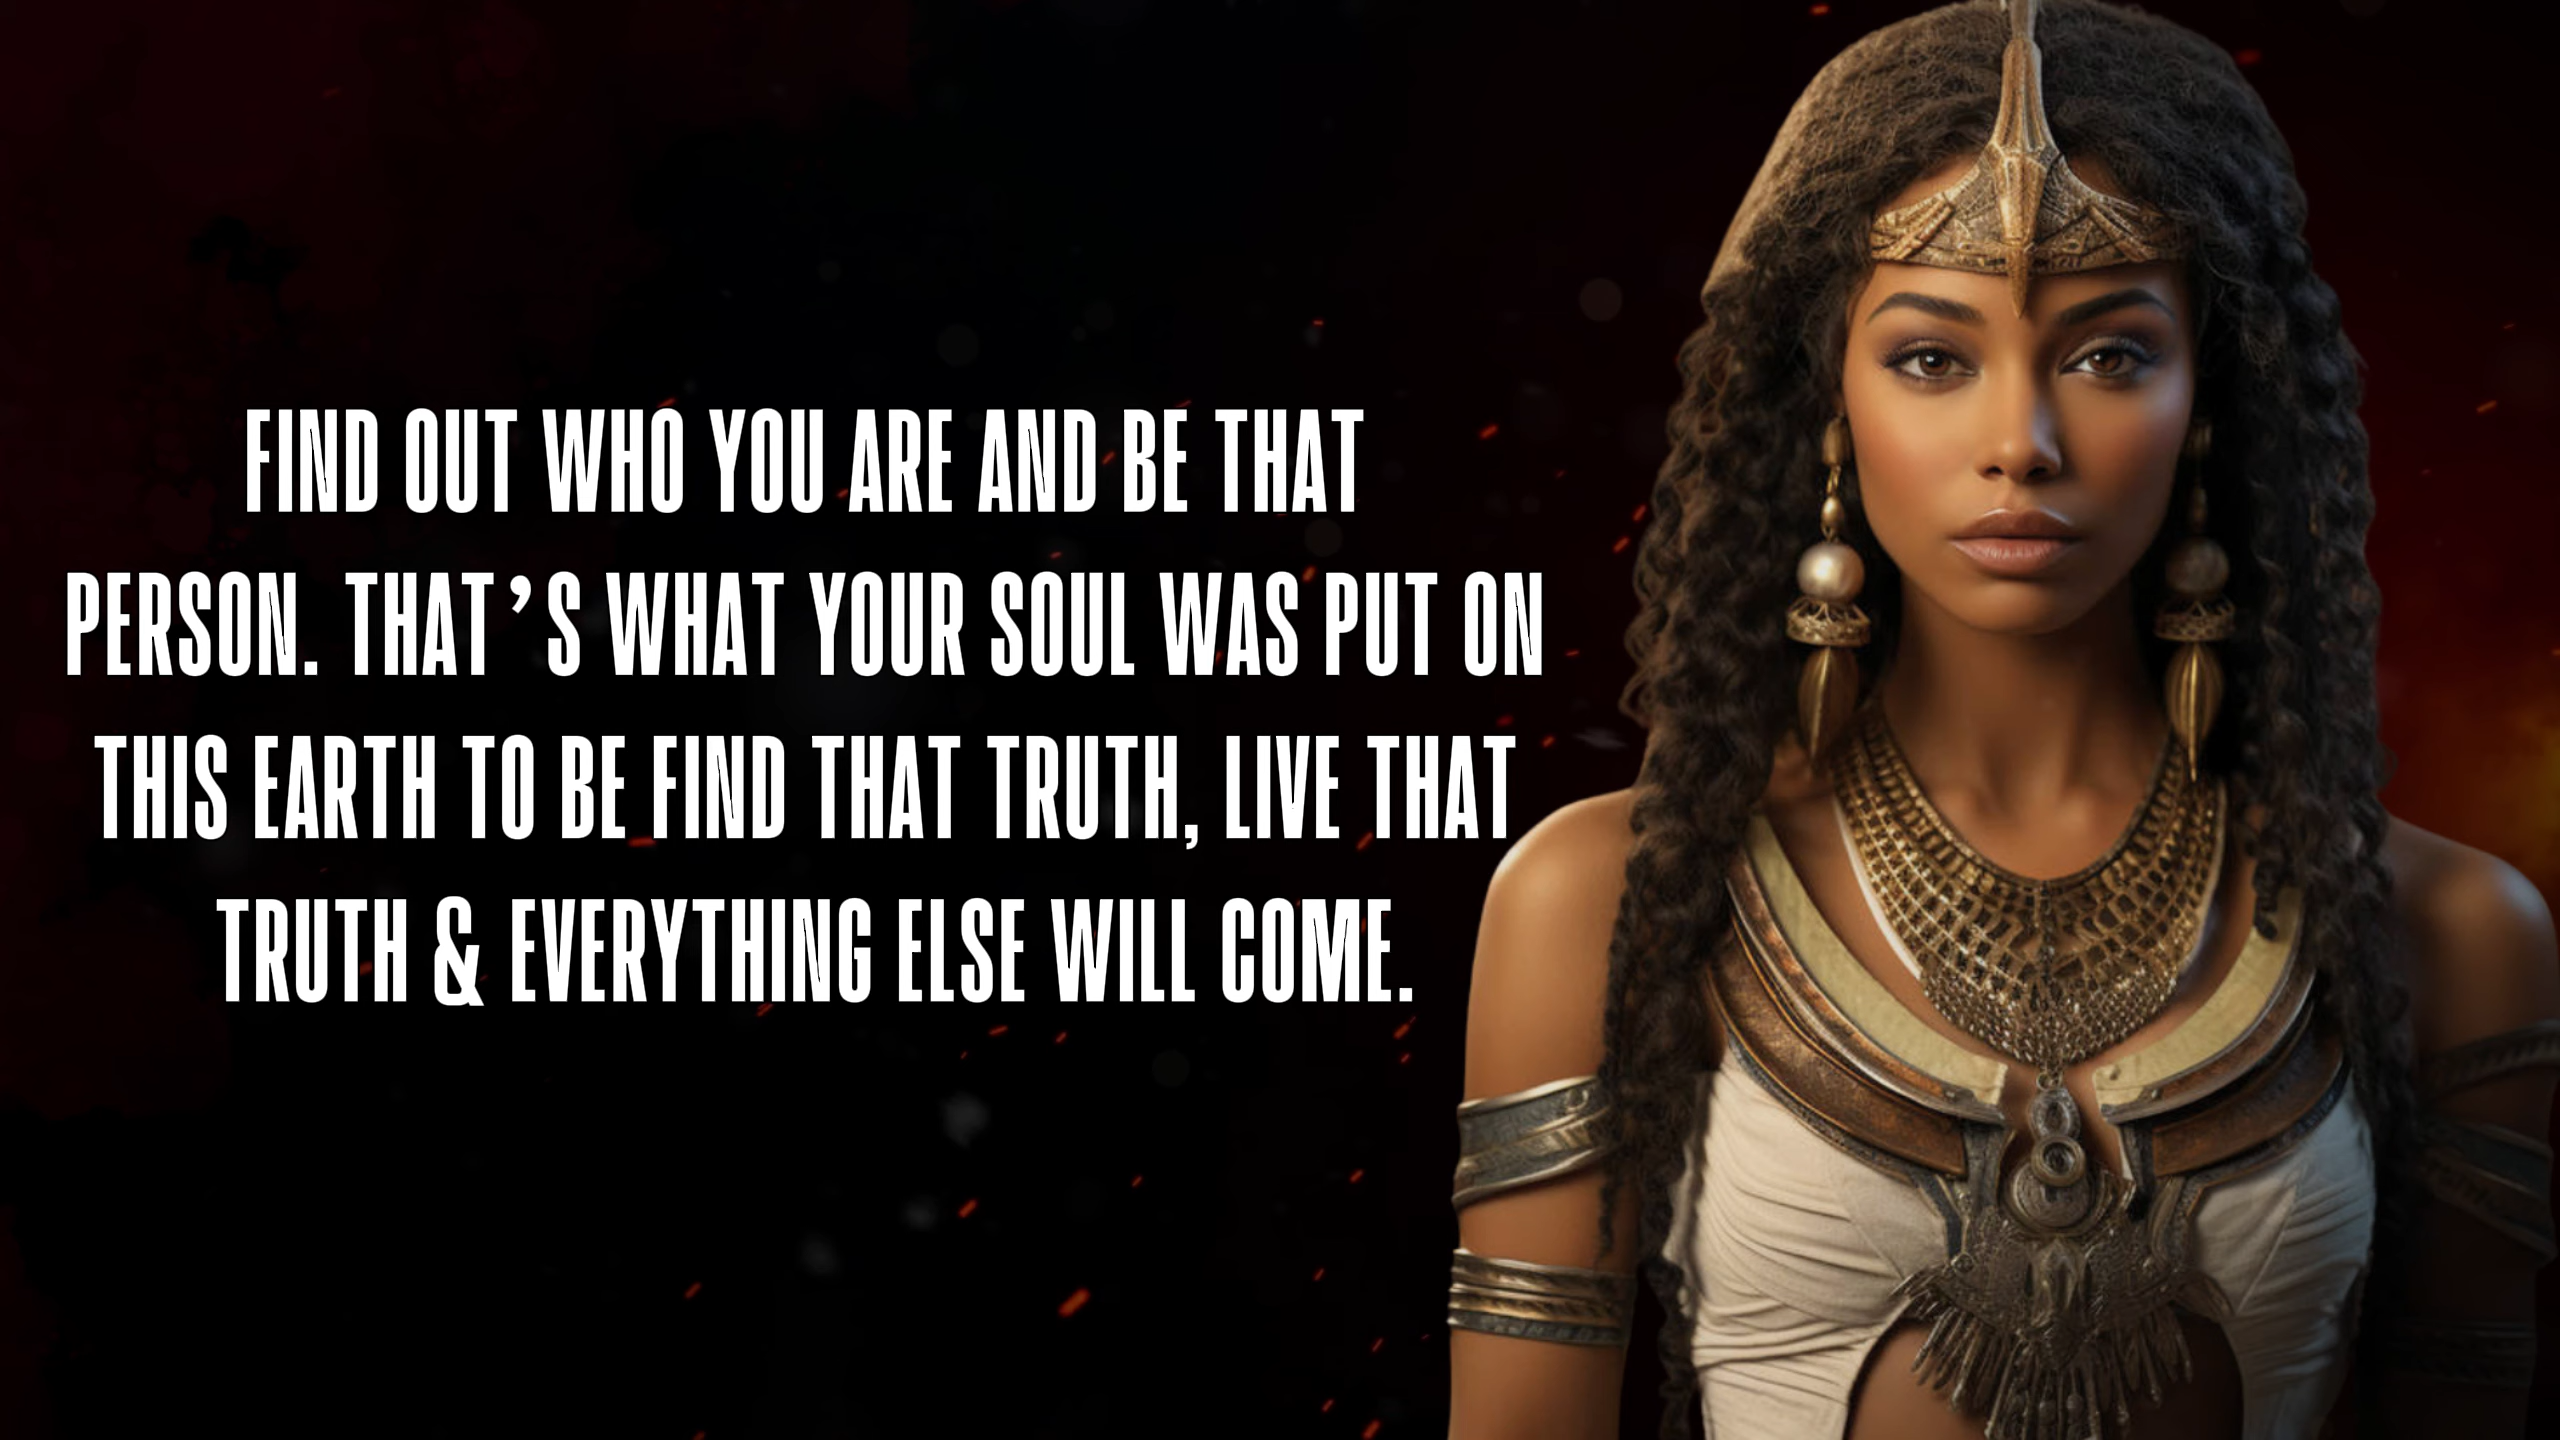 FIND OUT WHO YOU ARE AND BE THAT
PERSON. THAT’S WHAT YOUR SOUL WAS PUT ON
THIS EARTH TO BE FIND THAT TRUTH, LIVE THAT
TRUTH & EVERYTHING ELSE WILL COME.